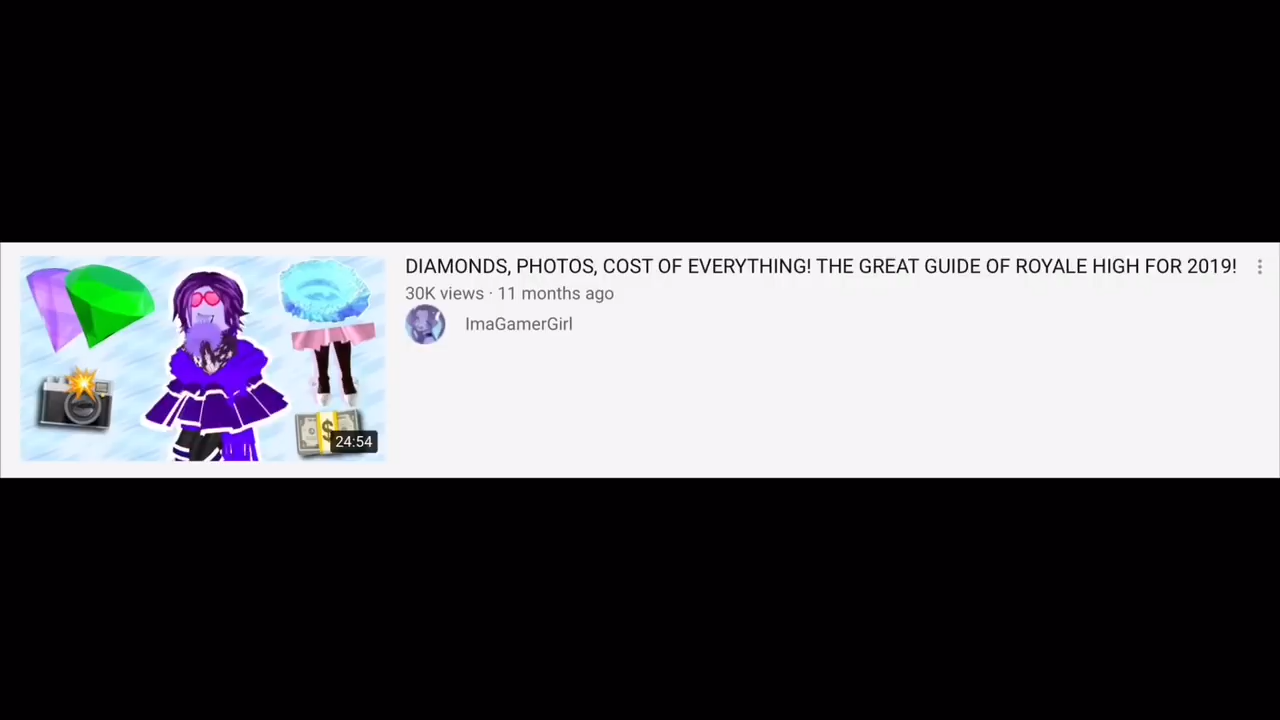 DIAMONDS, PHOTOS, COST OF EVERYTHING! THE GREAT GUIDE OF ROYALE HIGH FOR 2019!
30K views · 11 months ago
ImaGamerGirl
24:54